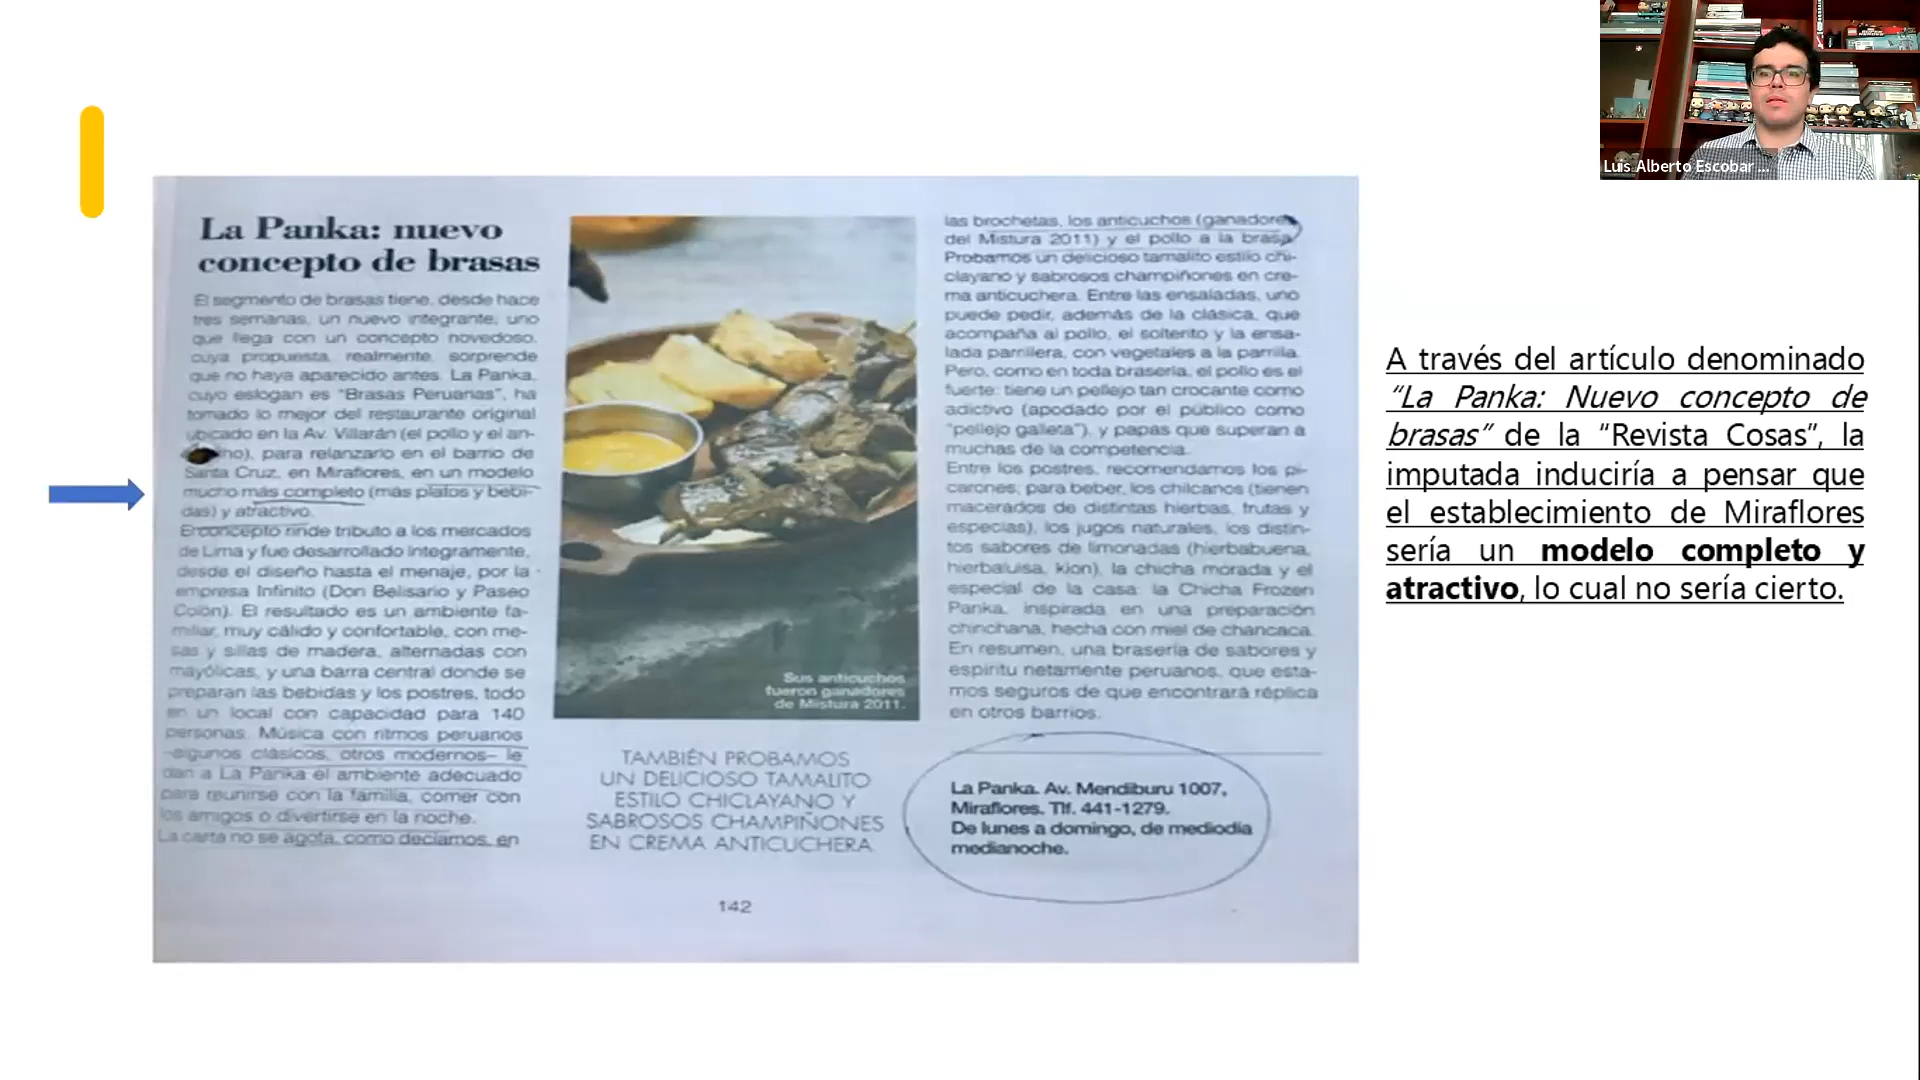 La Panka: nuevo
concepto de brasas
El segmento de brasas tiene, desde hace
tres semanas, un nuevo integrante, uno
que llega con un concepto novedoso,
cuya propuesta, realmente, sorprende
que no haya aparecido antes. La Panka,
cuyo eslogan es "Brasas Peruanas", ha
tomado lo mejor del restaurante original
ubicado en la Av. Villarán (el pollo y el an-
ho), para relanzarlo en el barrio de
Santa Cruz, en Miraflores, en un modelo
mucho más completo (más platos y bebi-
das) y atractivo.
El concepto rinde tributo a los mercados
de Lima y fue desarrollado íntegramente,
desde el diseño hasta el menaje, por la
empresa Infinito (Don Belisario y Paseo
Colón). El resultado es un ambiente fa-
miliar, muy cálido y confortable, con me-
sas y sillas de madera, alternadas con
mayólicas, y una barra central donde se
preparan las bebidas y los postres, todo
en un local con capacidad para 140
personas. Música con ritmos peruanos
–algunos clásicos, otros modernos– le
dan a La Panka el ambiente adecuado
para reunirse con la familia, comer con
los amigos o divertirse en la noche.
La carta no se agota, como decíamos, en
Sus anticuchos
fueron ganadores
de Mistura 2011.
TAMBIÉN PROBAMOS
UN DELICIOSO TAMALITO
ESTILO CHICLAYANO Y
SABROSOS CHAMPIÑONES
EN CREMA ANTICUCHERA
142
las brochetas, los anticuchos (ganadores
del Mistura 2011) y el pollo a la brasa.
Probamos un delicioso tamalito estilo chi-
clayano y sabrosos champiñones en cre-
ma anticuchera. Entre las ensaladas, uno
puede pedir, además de la clásica, que
acompaña al pollo, el solterito y la ensa-
lada parrillera, con vegetales a la parrilla.
Pero, como en toda brasería, el pollo es el
fuerte: tiene un pellejo tan crocante como
adictivo (apodado por el público como
"pellejo galleta"), y papas que superan a
muchas de la competencia.
Entre los postres, recomendamos los pi-
carones; para beber, los chilcanos (tienen
macerados de distintas hierbas, frutas y
especias), los jugos naturales, los distin-
tos sabores de limonadas (hierbabuena,
hierbaluisa, kion), la chicha morada y el
especial de la casa: la Chicha Frozen
Panka, inspirada en una preparación
chinchana, hecha con miel de chancaca.
En resumen, una brasería de sabores y
espíritu netamente peruanos, que esta-
mos seguros de que encontrará réplica
en otros barrios.
La Panka. Av. Mendiburu 1007,
Miraflores. Tlf. 441-1279.
De lunes a domingo, de mediodía
medianoche.
A través del artículo denominado
“La Panka: Nuevo concepto de
brasas” de la “Revista Cosas”, la
imputada induciría a pensar que
el establecimiento de Miraflores
sería un modelo completo y
atractivo, lo cual no sería cierto.
Luis Alberto Escobar ...